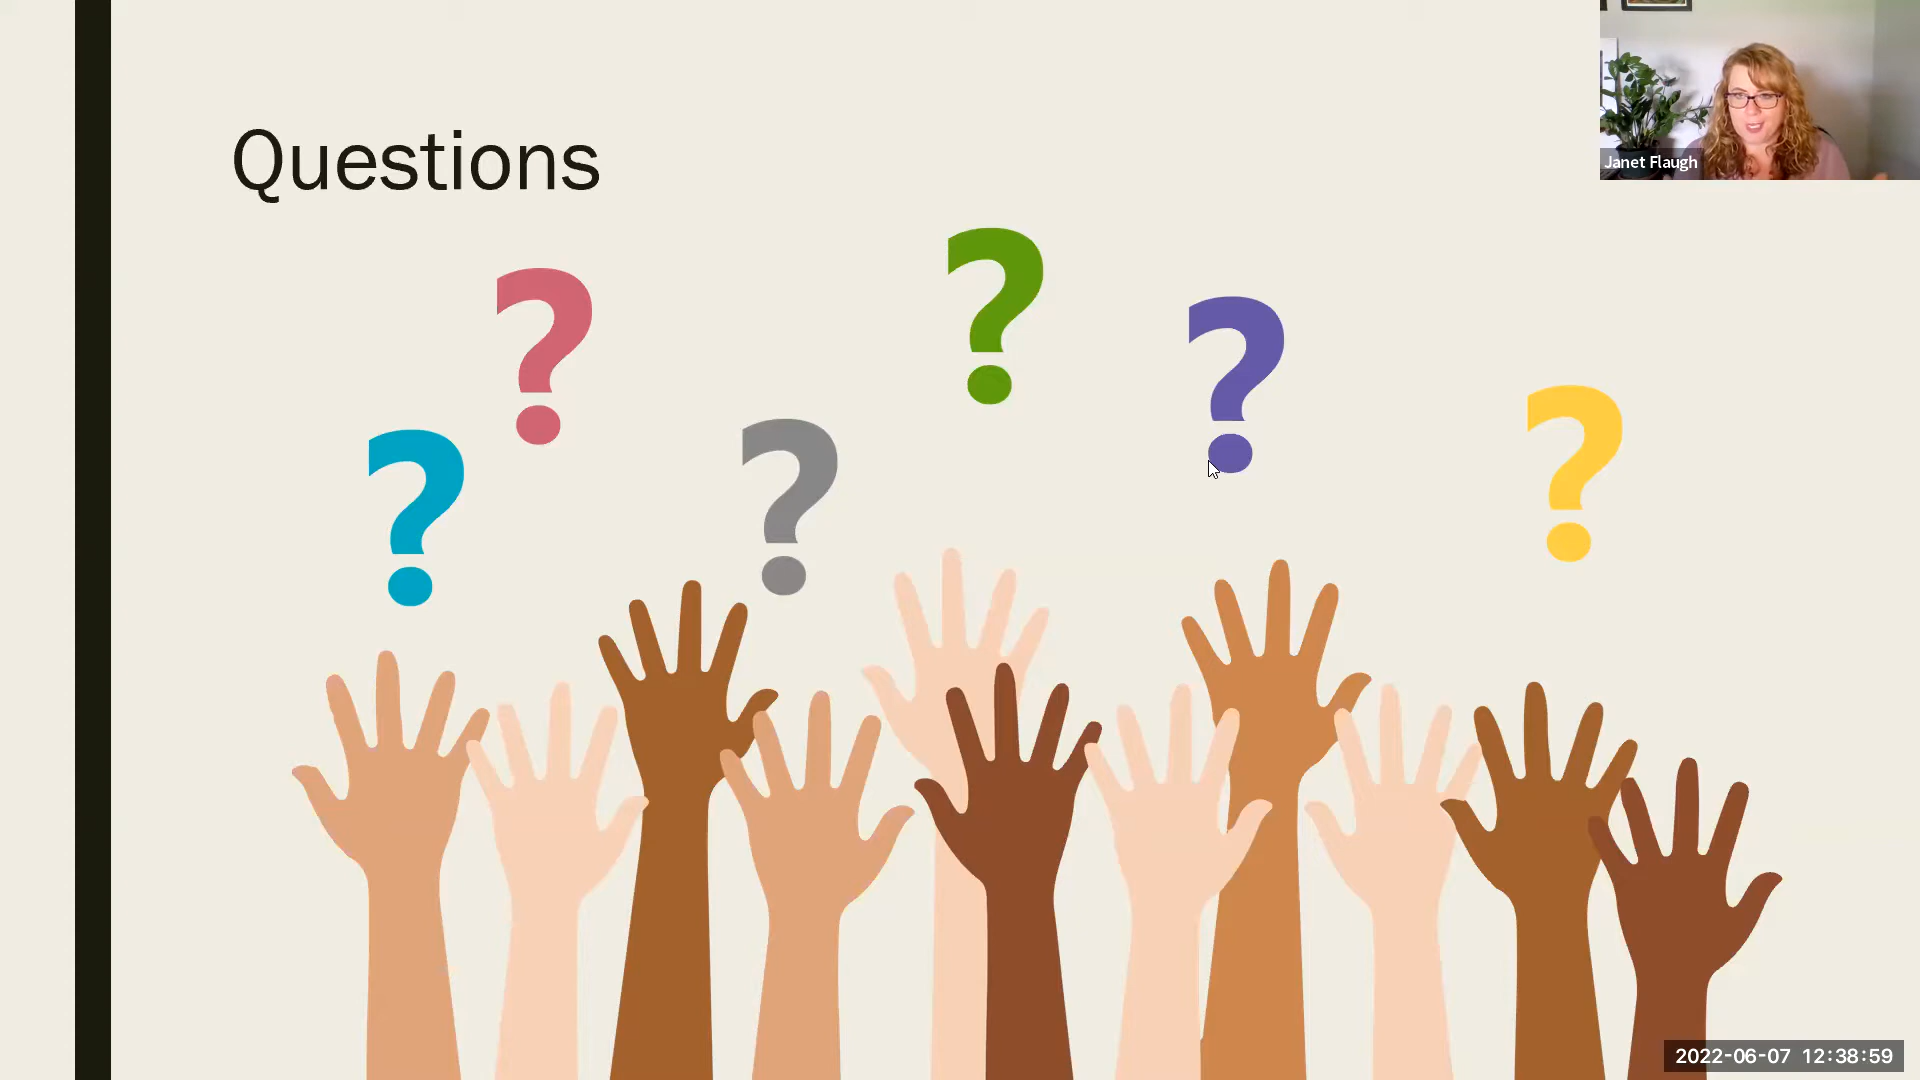 Questions
Janet Flaugh
? ? ? ? ? ?
2022-06-07 12:38:59